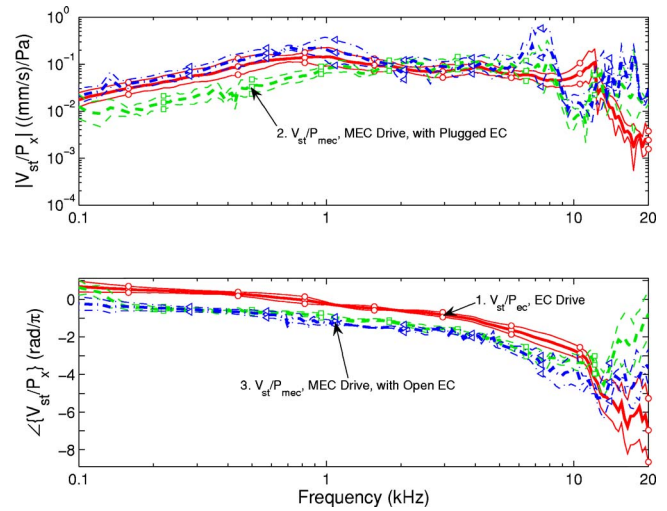 |V_st/P_x| ((mm/s)/Pa)
10^0
10^-1
10^-2
10^-3
10^-4
2. V_st/P_mec, MEC Drive, with Plugged EC
0.1 1 10 20
∠{V_st/P_x} (rad/π)
0
-2
-4
-6
-8
1. V_st/P_ec, EC Drive
3. V_st/P_mec, MEC Drive, with Open EC
0.1 1 10 20
Frequency (kHz)